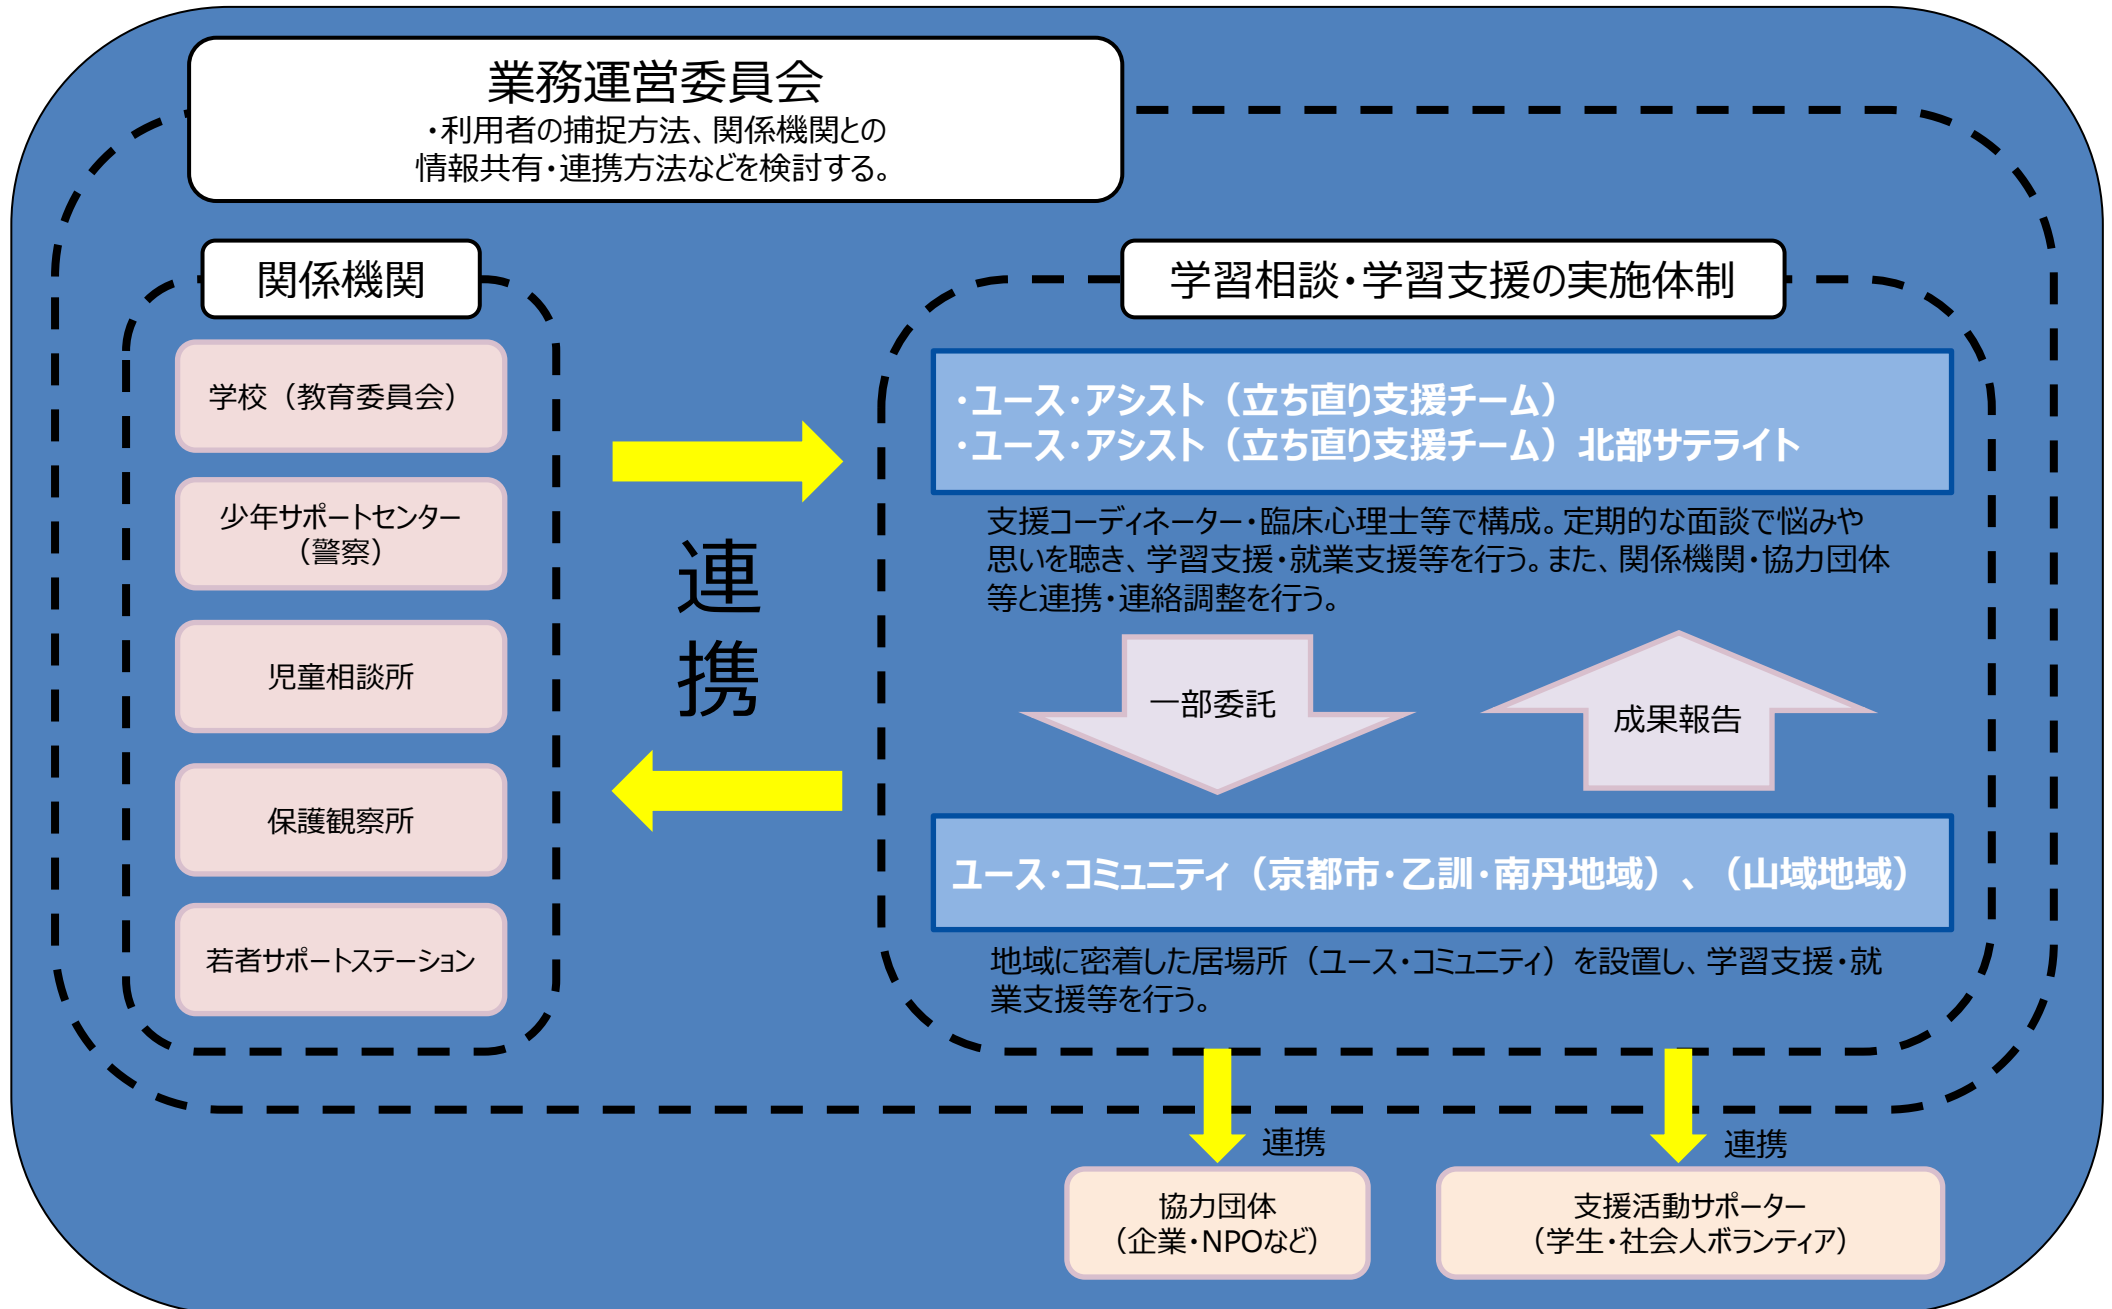 業務運営委員会
・利用者の捕捉方法、関係機関との
情報共有・連携方法などを検討する。
関係機関
学校（教育委員会）
少年サポートセンター
（警察）
児童相談所
保護観察所
若者サポートステーション
連
携
学習相談・学習支援の実施体制
・ユース・アシスト（立ち直り支援チーム）
・ユース・アシスト（立ち直り支援チーム）北部サテライト
支援コーディネーター・臨床心理士等で構成。定期的な面談で悩みや
思いを聴き、学習支援・就業支援等を行う。また、関係機関・協力団体
等と連携・連絡調整を行う。
一部委託
成果報告
ユース・コミュニティ（京都市・乙訓・南丹地域）、（山域地域）
地域に密着した居場所（ユース・コミュニティ）を設置し、学習支援・就
業支援等を行う。
連携
連携
協力団体
（企業・NPOなど）
支援活動サポーター
（学生・社会人ボランティア）